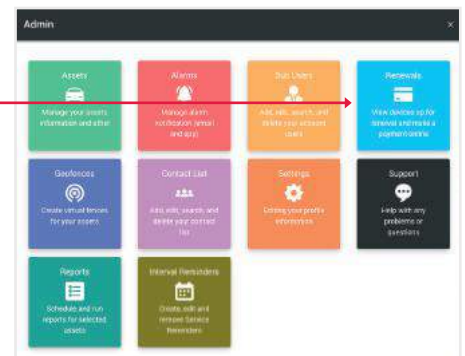 Admin ×
Assets
Manage your assets
information and other
Alarms
Manage alarm
notification (email
and app)
Sub Users
Add, edit, search, and
delete your account
users
Renewals
View devices up for
renewal and make a
payment online
Geofences
Create virtual fences
for your assets
Contact List
Add, edit, search, and
delete your contact
list
Settings
Editing your profile
information
Support
Help with any
problems or
questions
Reports
Schedule and run
reports for selected
assets
Interval Reminders
Create, edit and
remove Service
Reminders